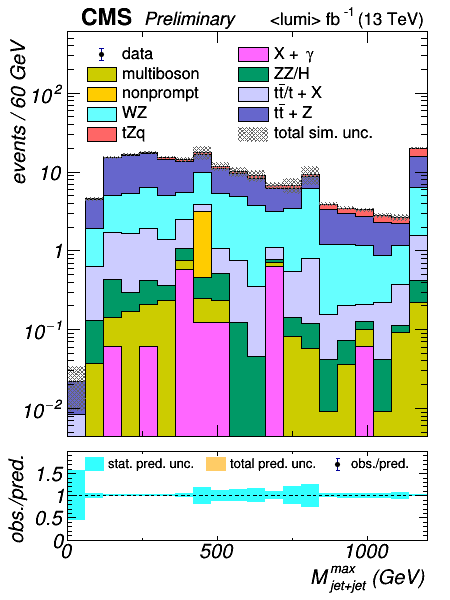 CMS Preliminary <lumi> fb⁻¹ (13 TeV)
events / 60 GeV
data
multiboson
nonprompt
WZ
tZq
X + γ
ZZ/H
tt̄/t + X
tt̄ + Z
total sim. unc.
10²
10
1
10⁻¹
10⁻²
obs./pred.
stat. pred. unc. total pred. unc. obs./pred.
1.5
1
0.5
0
0 500 1000
M^max_jet+jet (GeV)